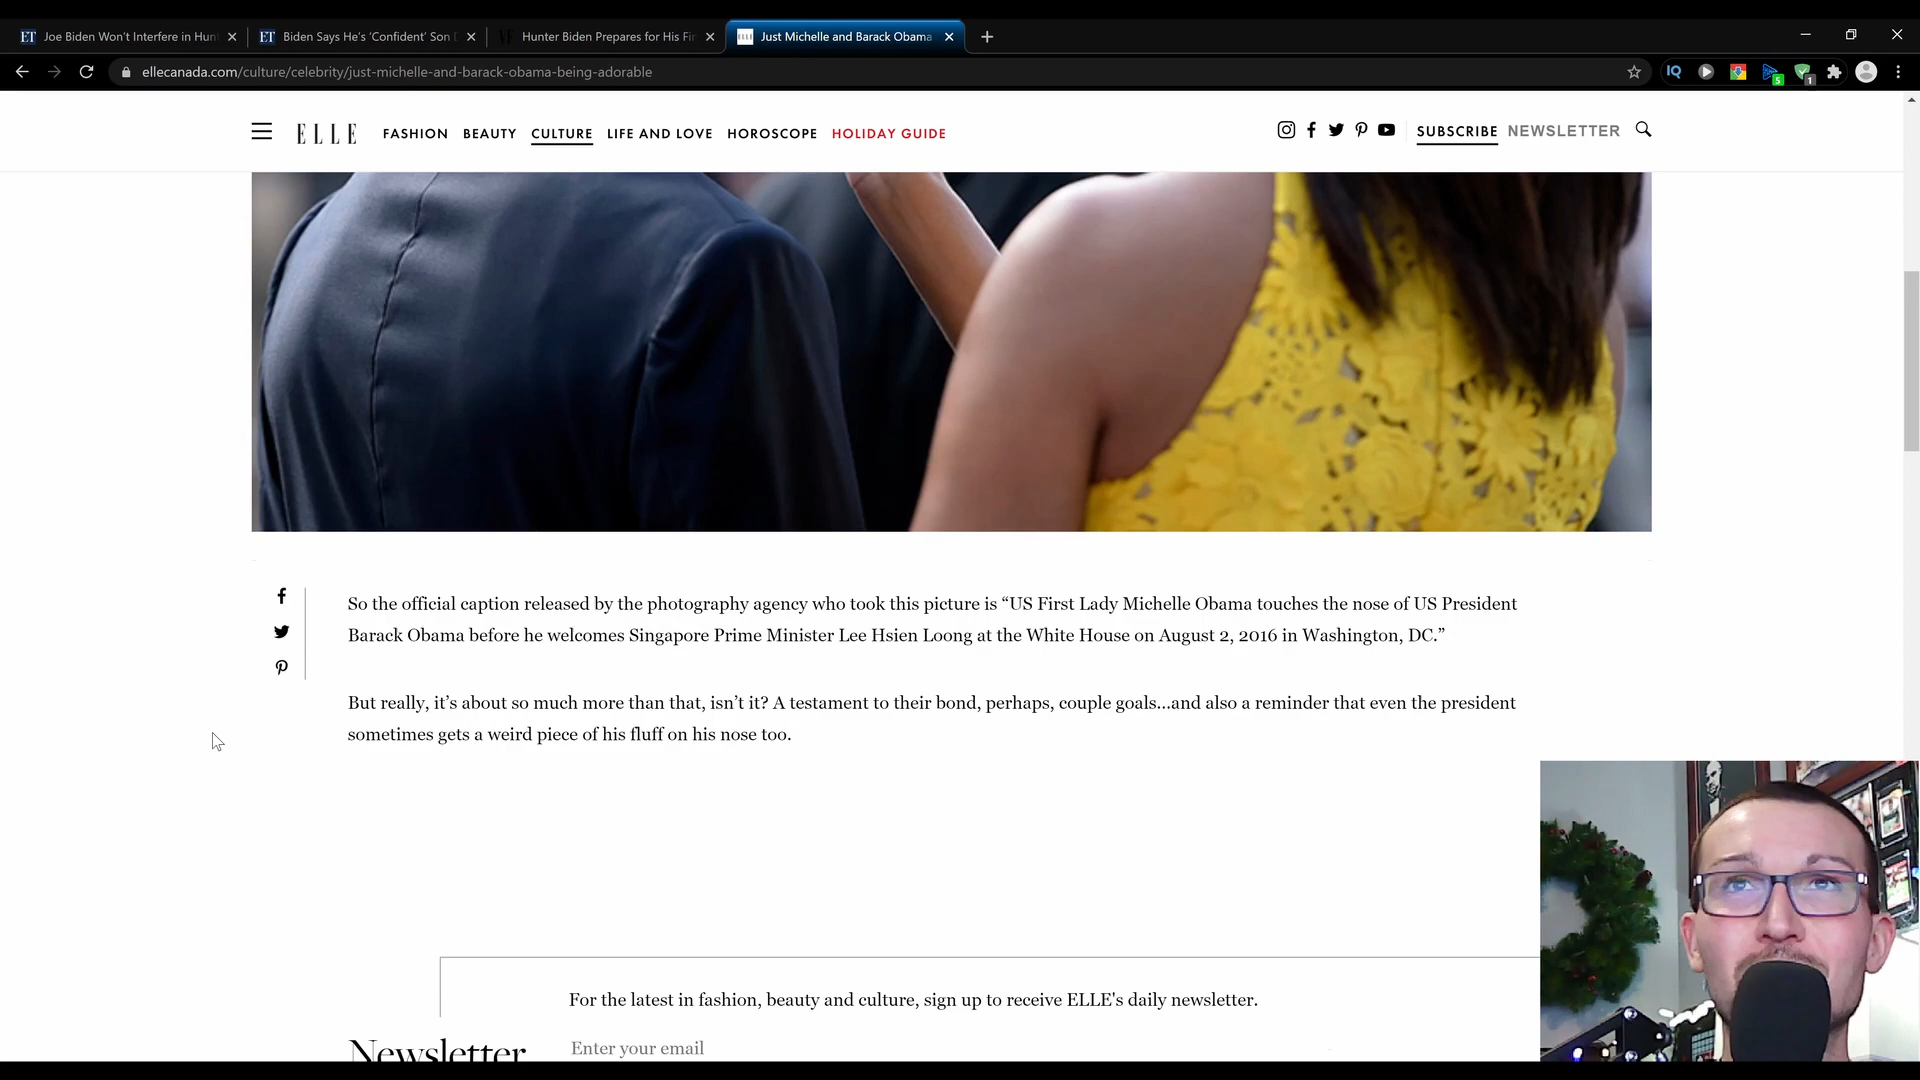 Joe Biden Won't Interfere in Hun
Biden Says He's 'Confident' Son
Hunter Biden Prepares for His Fir
Just Michelle and Barack Obama
ellecanada.com/culture/celebrity/just-michelle-and-barack-obama-being-adorable
ELLE FASHION BEAUTY CULTURE LIFE AND LOVE HOROSCOPE HOLIDAY GUIDE SUBSCRIBE NEWSLETTER
So the official caption released by the photography agency who took this picture is “US First Lady Michelle Obama touches the nose of US President
Barack Obama before he welcomes Singapore Prime Minister Lee Hsien Loong at the White House on August 2, 2016 in Washington, DC.”
But really, it’s about so much more than that, isn’t it? A testament to their bond, perhaps, couple goals…and also a reminder that even the president
sometimes gets a weird piece of his fluff on his nose too.
For the latest in fashion, beauty and culture, sign up to receive ELLE's daily newsletter.
Newsletter
Enter your email